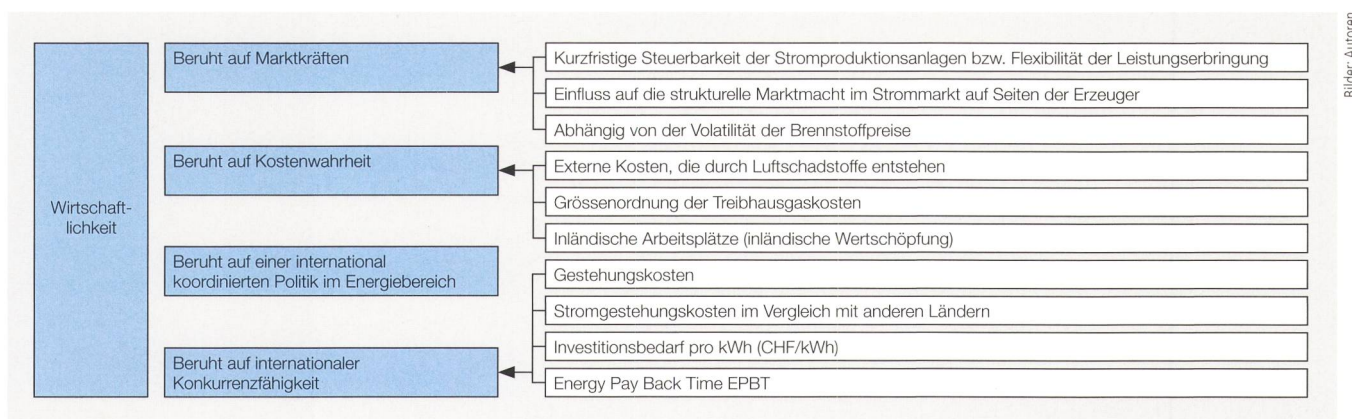 Wirtschaft-
lichkeit
Beruht auf Marktkräften
Kurzfristige Steuerbarkeit der Stromproduktionsanlagen bzw. Flexibilität der Leistungserbringung
Einfluss auf die strukturelle Marktmacht im Strommarkt auf Seiten der Erzeuger
Abhängig von der Volatilität der Brennstoffpreise
Beruht auf Kostenwahrheit
Externe Kosten, die durch Luftschadstoffe entstehen
Grössenordnung der Treibhausgaskosten
Inländische Arbeitsplätze (inländische Wertschöpfung)
Beruht auf einer international
koordinierten Politik im Energiebereich
Beruht auf internationaler
Konkurrenzfähigkeit
Gestehungskosten
Stromgestehungskosten im Vergleich mit anderen Ländern
Investitionsbedarf pro kWh (CHF/kWh)
Energy Pay Back Time EPBT
Bilder: Autoren